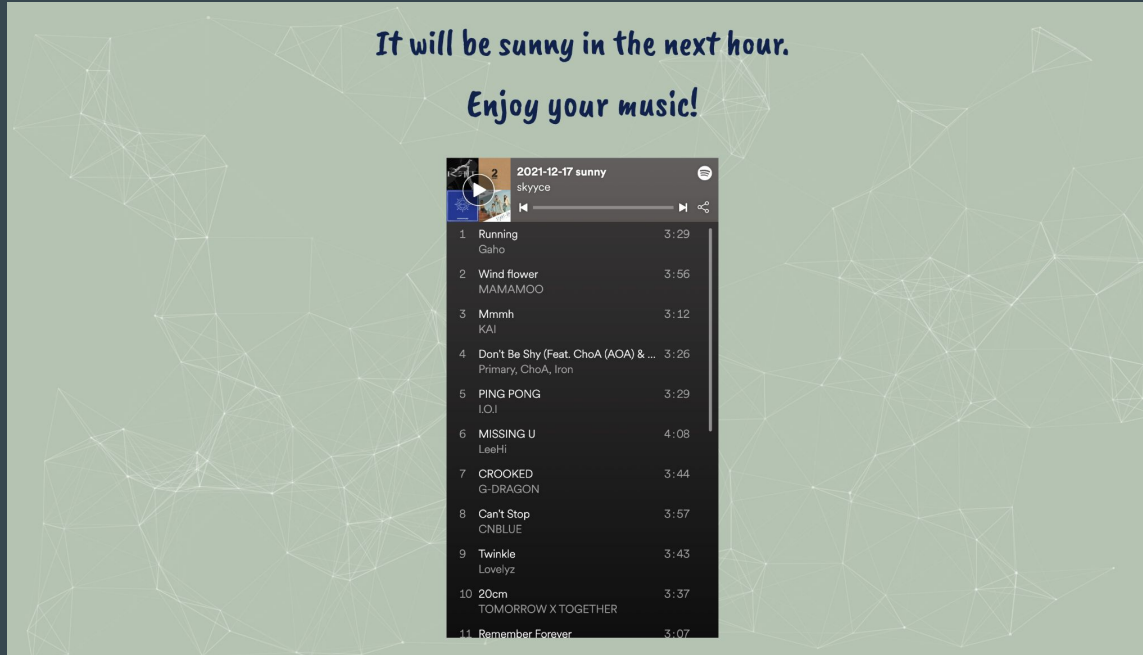 It will be sunny in the next hour.
Enjoy your music!
2
2021-12-17 sunny
skyyce
1 Running 3:29
Gaho
2 Wind flower 3:56
MAMAMOO
3 Mmmh 3:12
KAI
4 Don't Be Shy (Feat. ChoA (AOA) & ... 3:26
Primary, ChoA, Iron
5 PING PONG 3:29
I.O.I
6 MISSING U 4:08
LeeHi
7 CROOKED 3:44
G-DRAGON
8 Can't Stop 3:57
CNBLUE
9 Twinkle 3:43
Lovelyz
10 20cm 3:37
TOMORROW X TOGETHER
11 Remember Forever 3:07